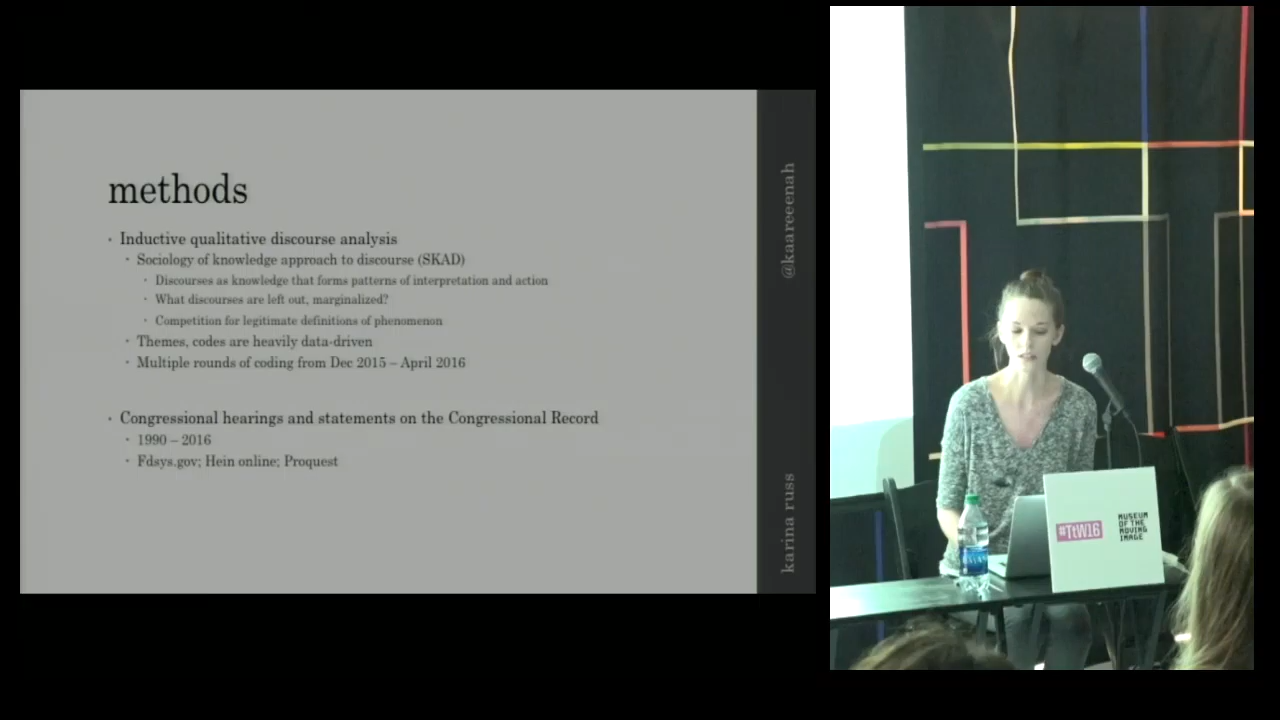 methods
Inductive qualitative discourse analysis
Sociology of knowledge approach to discourse (SKAD)
Discourses as knowledge that forms patterns of interpretation and action
What discourses are left out, marginalized?
Competition for legitimate definitions of phenomenon
Themes, codes are heavily data-driven
Multiple rounds of coding from Dec 2015 – April 2016
Congressional hearings and statements on the Congressional Record
1990 – 2016
Fdsys.gov; Hein online; Proquest
@kaareeenah
karina russ
#TtW16
MUSEUM
OF THE
MOVING
IMAGE